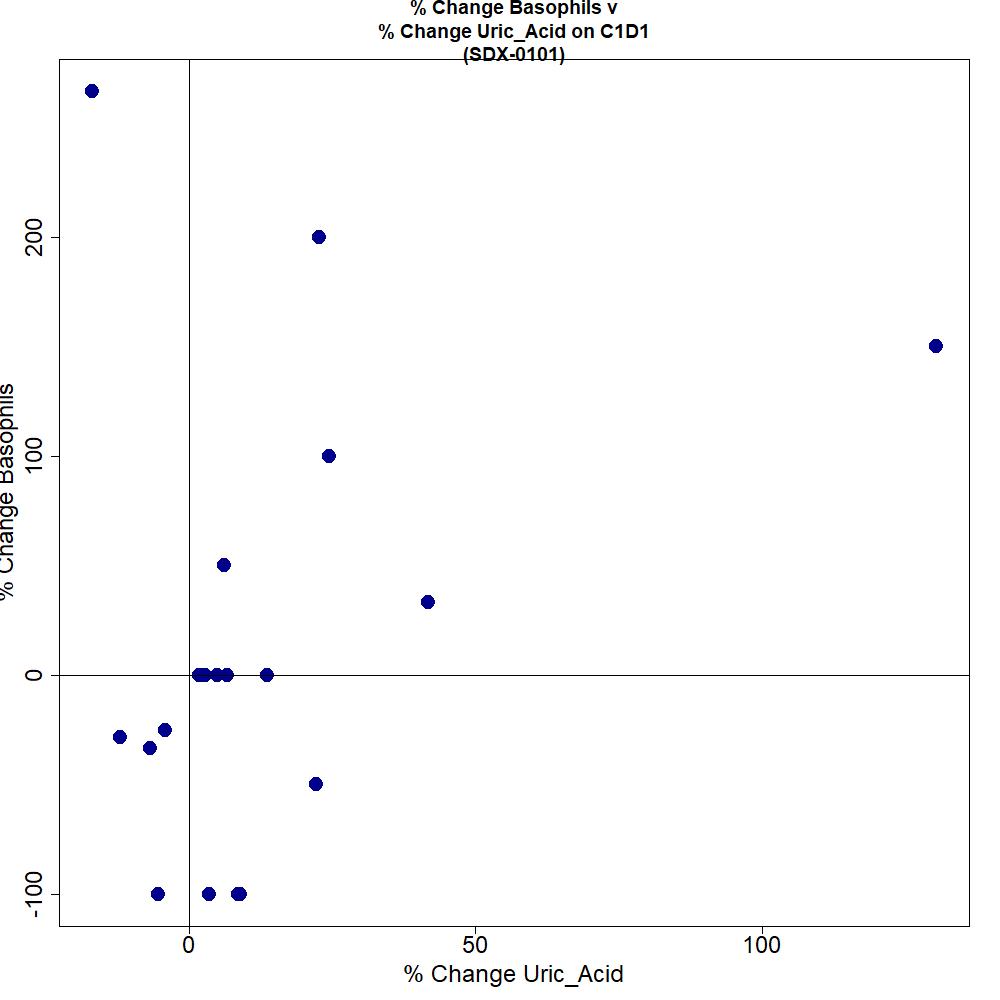 % Change Basophils v
% Change Uric_Acid on C1D1
(SDX-0101)
% Change Basophils
200
100
0
-100
0
50
100
% Change Uric_Acid